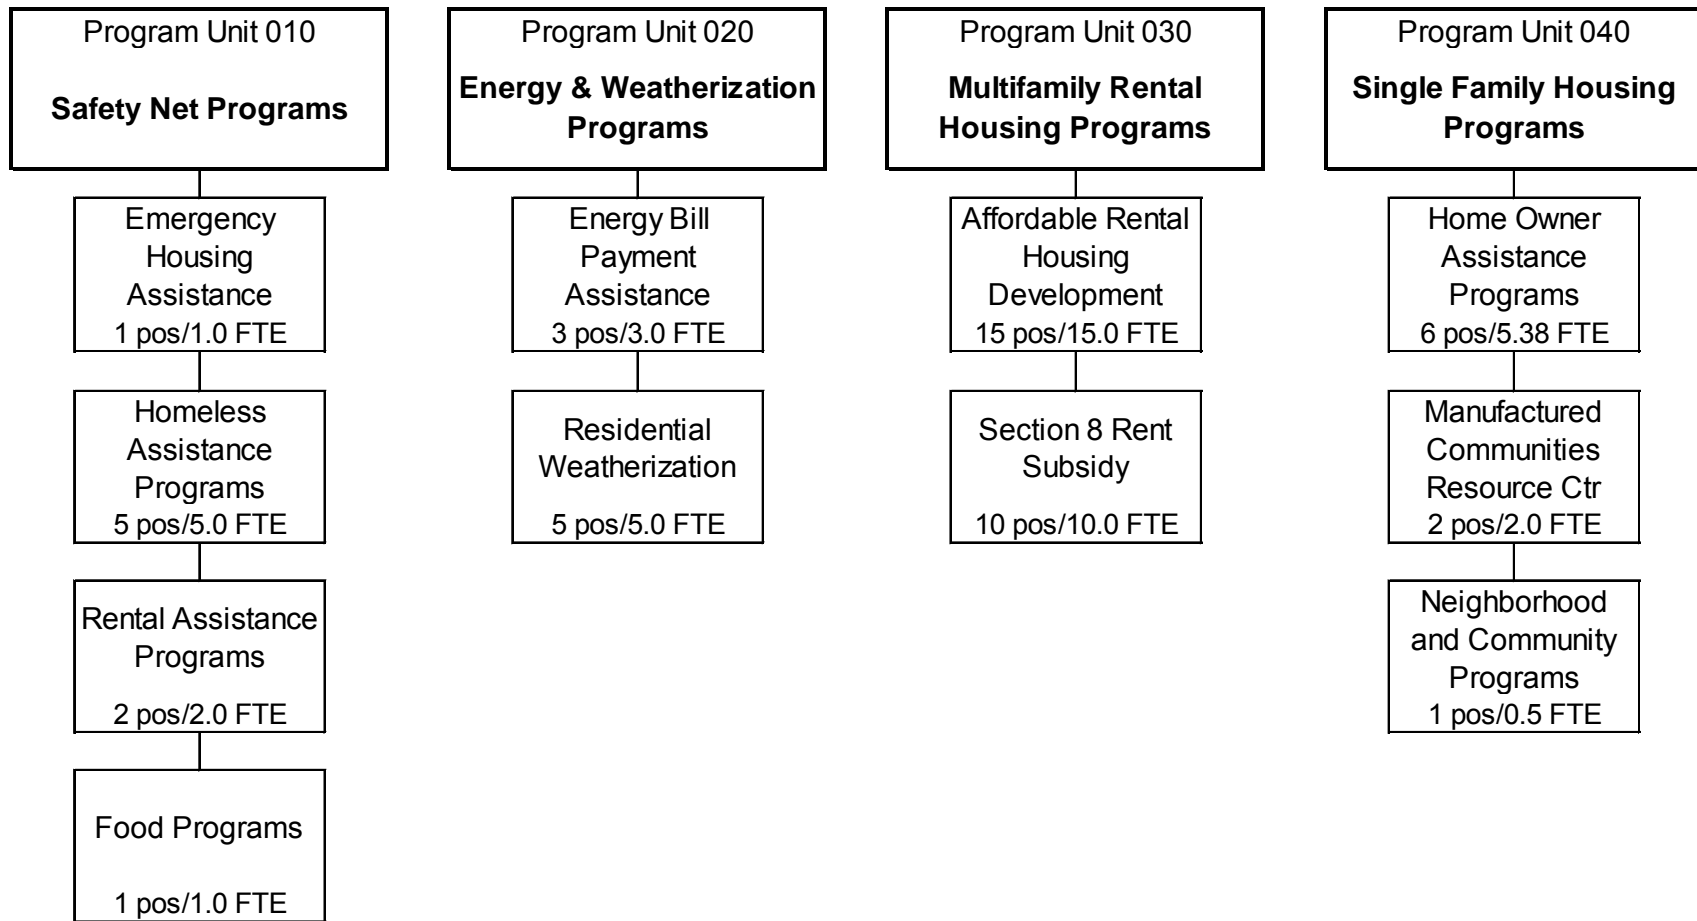 Program Unit 010
Safety Net Programs
Emergency
Housing
Assistance
1 pos/1.0 FTE
Homeless
Assistance
Programs
5 pos/5.0 FTE
Rental Assistance
Programs
2 pos/2.0 FTE
Food Programs
1 pos/1.0 FTE
Program Unit 020
Energy & Weatherization
Programs
Energy Bill
Payment
Assistance
3 pos/3.0 FTE
Residential
Weatherization
5 pos/5.0 FTE
Program Unit 030
Multifamily Rental
Housing Programs
Affordable Rental
Housing
Development
15 pos/15.0 FTE
Section 8 Rent
Subsidy
10 pos/10.0 FTE
Program Unit 040
Single Family Housing
Programs
Home Owner
Assistance
Programs
6 pos/5.38 FTE
Manufactured
Communities
Resource Ctr
2 pos/2.0 FTE
Neighborhood
and Community
Programs
1 pos/0.5 FTE